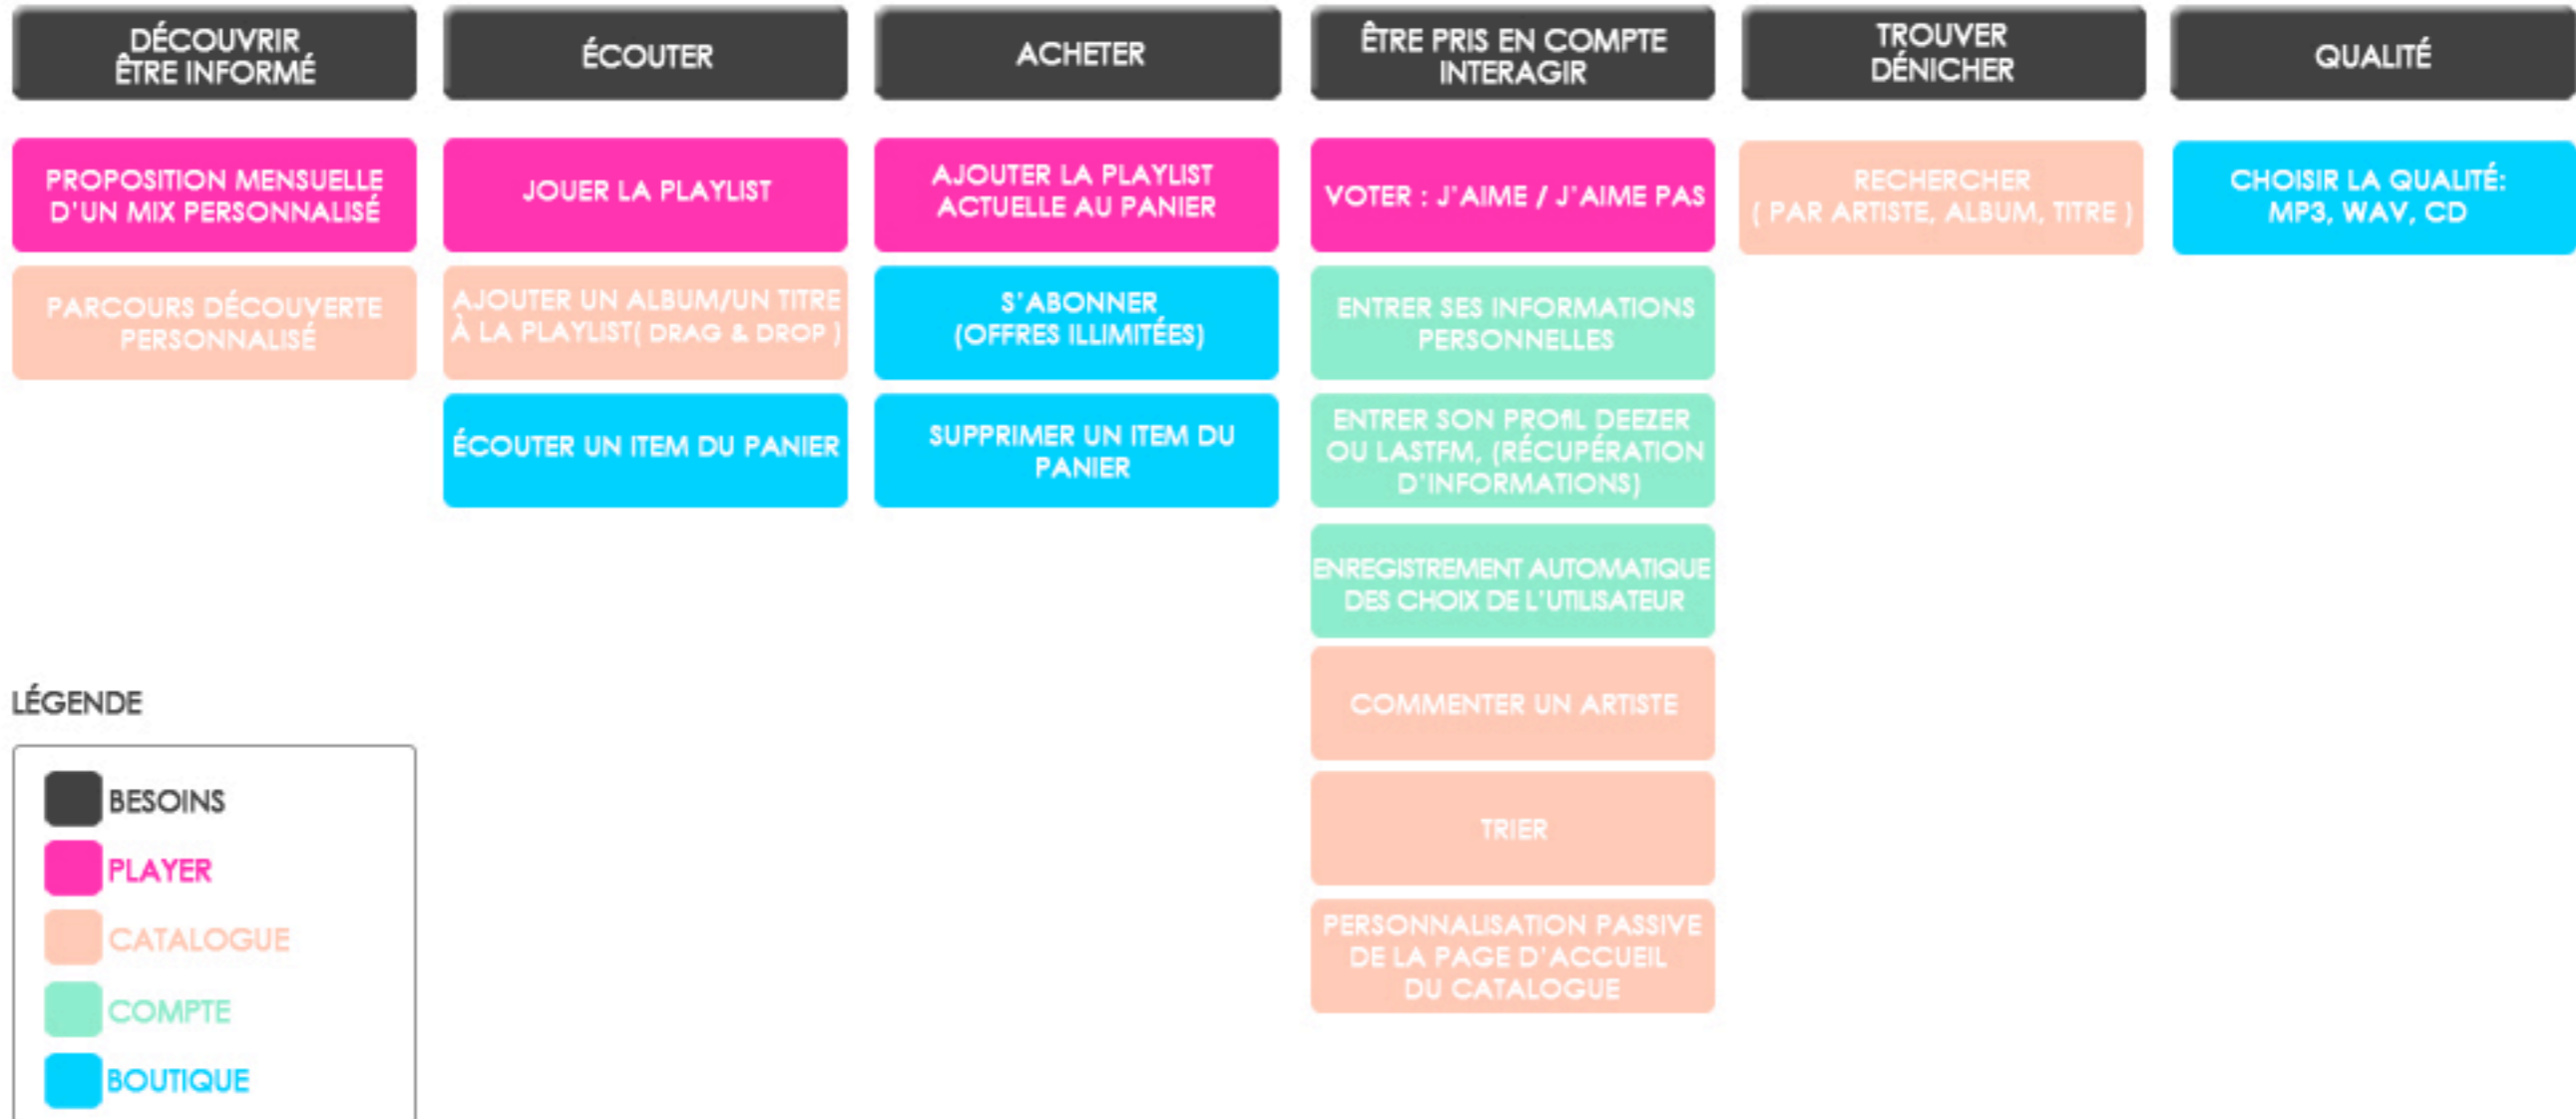 DÉCOUVRIR
ÊTRE INFORMÉ
ÉCOUTER
ACHETER
ÊTRE PRIS EN COMPTE
INTERAGIR
TROUVER
DÉNICHER
QUALITÉ
PROPOSITION MENSUELLE
D'UN MIX PERSONNALISÉ
JOUER LA PLAYLIST
AJOUTER LA PLAYLIST
ACTUELLE AU PANIER
VOTER : J'AIME / J'AIME PAS
RECHERCHER
( PAR ARTISTE, ALBUM, TITRE )
CHOISIR LA QUALITÉ:
MP3, WAV, CD
PARCOURS DÉCOUVERTE
PERSONNALISÉ
AJOUTER UN ALBUM/UN TITRE
À LA PLAYLIST( DRAG & DROP )
S'ABONNER
(OFFRES ILLIMITÉES)
ENTRER SES INFORMATIONS
PERSONNELLES
ÉCOUTER UN ITEM DU PANIER
SUPPRIMER UN ITEM DU
PANIER
ENTRER SON PROfiL DEEZER
OU LASTFM, (RÉCUPÉRATION
D'INFORMATIONS)
ENREGISTREMENT AUTOMATIQUE
DES CHOIX DE L'UTILISATEUR
COMMENTER UN ARTISTE
TRIER
PERSONNALISATION PASSIVE
DE LA PAGE D'ACCUEIL
DU CATALOGUE
LÉGENDE
BESOINS
PLAYER
CATALOGUE
COMPTE
BOUTIQUE